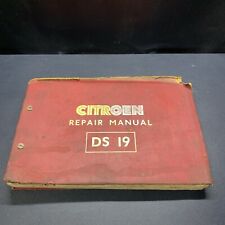 CITROEN
REPAIR MANUAL
DS 19